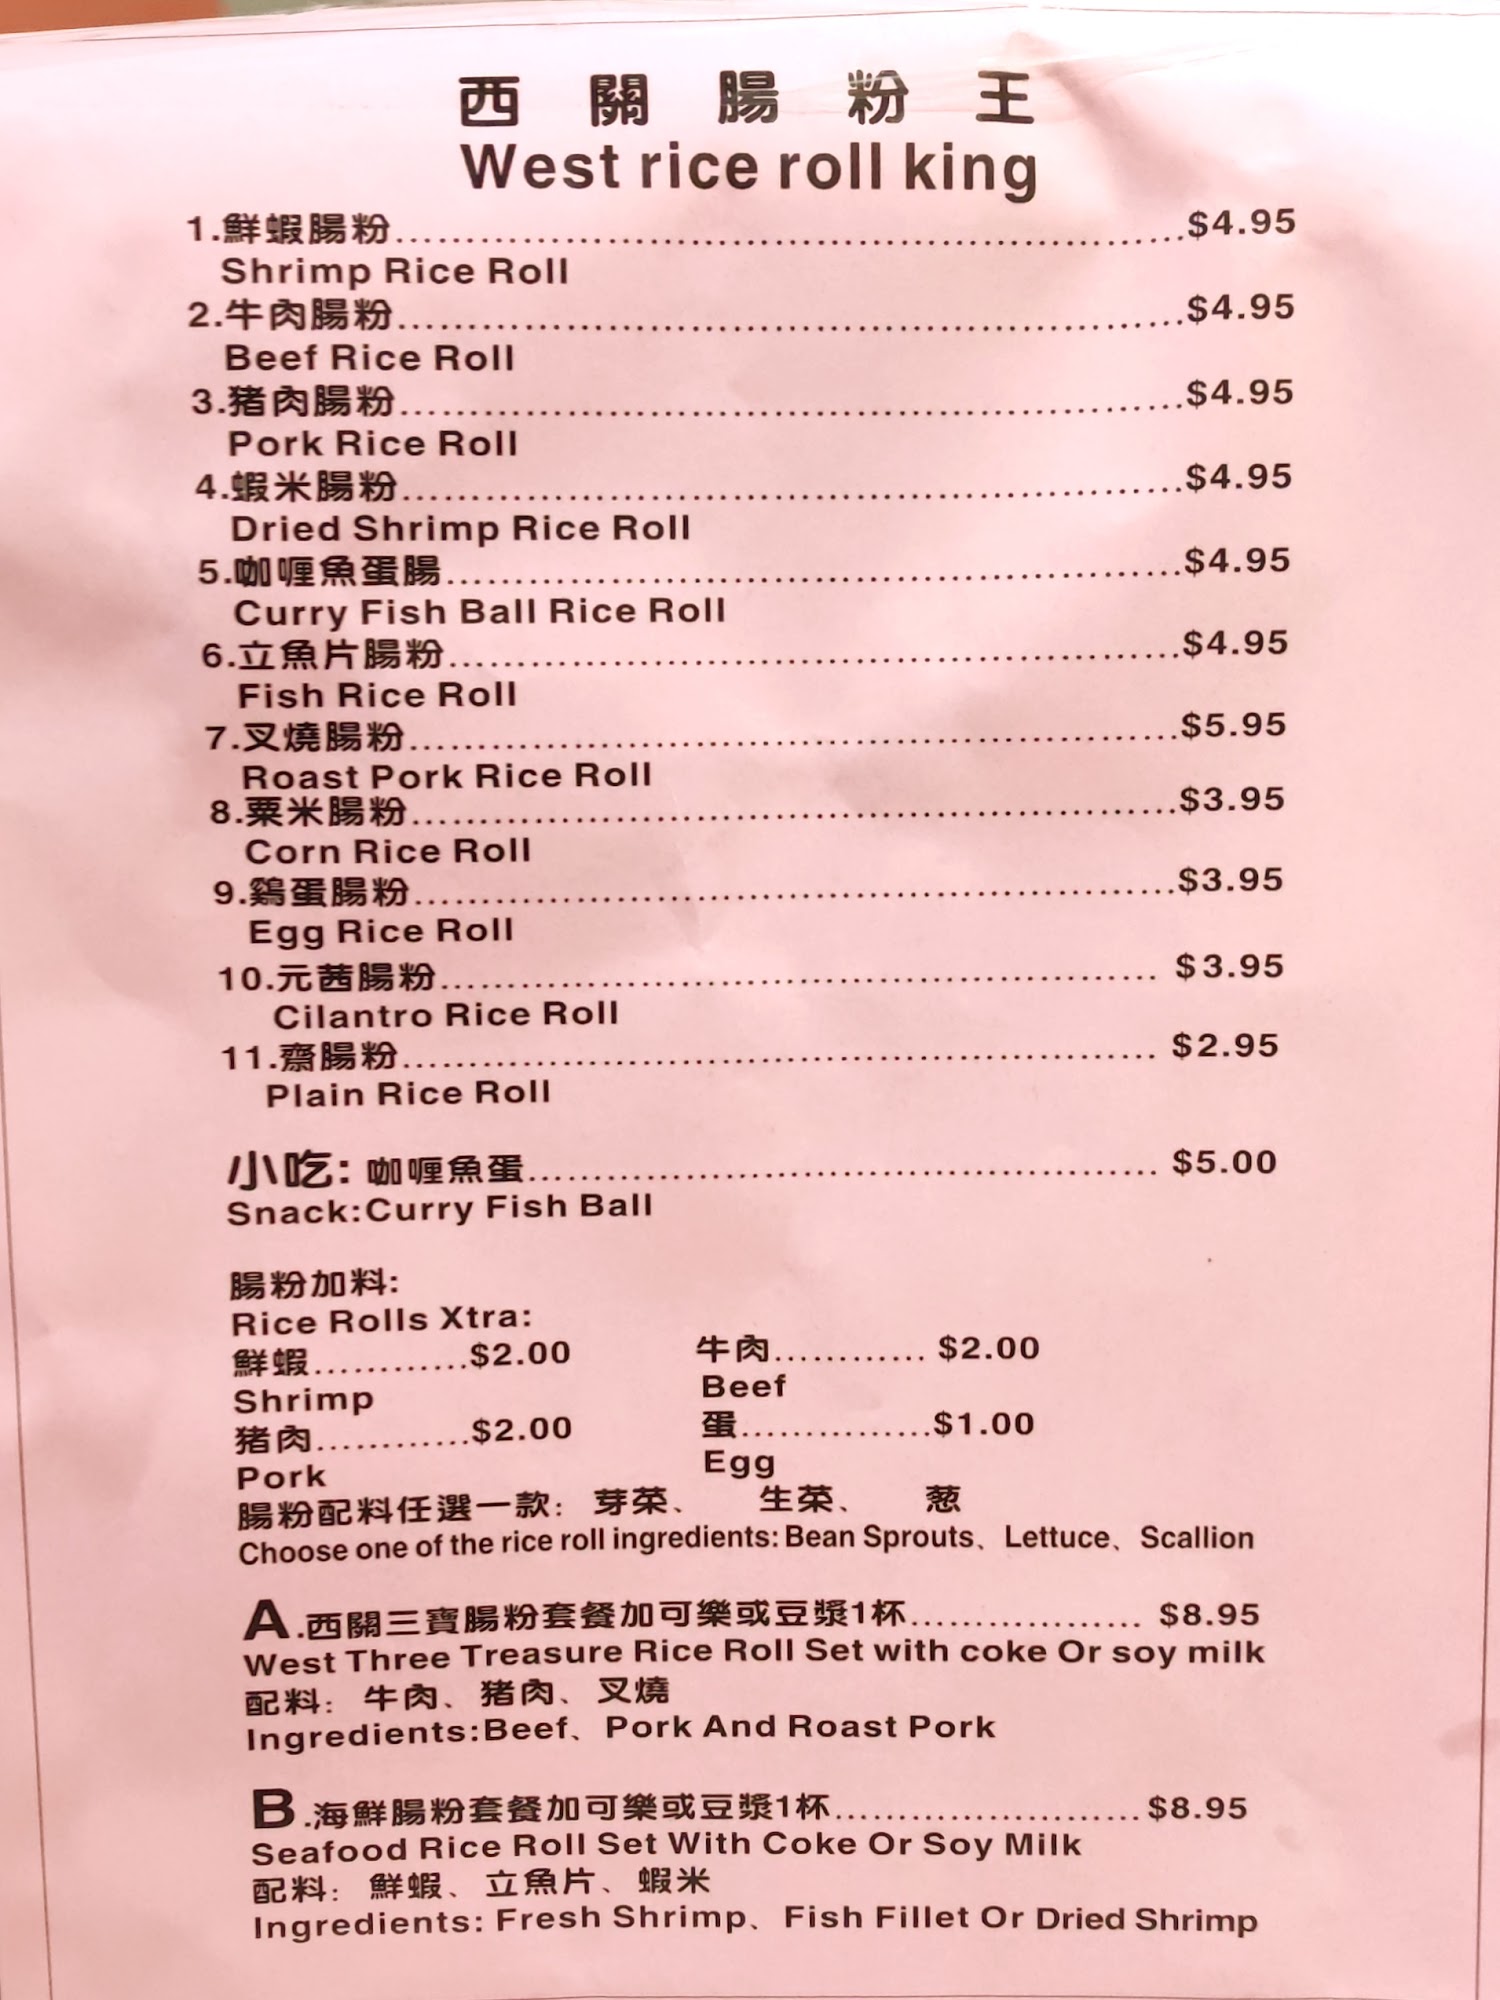 西關腸粉王
West rice roll king
1.鮮蝦腸粉..........$4.95
Shrimp Rice Roll
2.牛肉腸粉..........$4.95
Beef Rice Roll
3.猪肉腸粉..........$4.95
Pork Rice Roll
4.蝦米腸粉..........$4.95
Dried Shrimp Rice Roll
5.咖喱魚蛋腸..........$4.95
Curry Fish Ball Rice Roll
6.立魚片腸粉..........$4.95
Fish Rice Roll
7.叉燒腸粉..........$5.95
Roast Pork Rice Roll
8.粟米腸粉..........$3.95
Corn Rice Roll
9.鷄蛋腸粉..........$3.95
Egg Rice Roll
10.元茜腸粉.......... $3.95
Cilantro Rice Roll
11.齋腸粉.......... $2.95
Plain Rice Roll
小吃: 咖喱魚蛋.......... $5.00
Snack:Curry Fish Ball
腸粉加料:
Rice Rolls Xtra:
鮮蝦............$2.00 牛肉............ $2.00
Shrimp Beef
猪肉............$2.00 蛋...............$1.00
Pork Egg
腸粉配料任選一款: 芽菜、 生菜、 葱
Choose one of the rice roll ingredients: Bean Sprouts、Lettuce、Scallion
A.西關三寶腸粉套餐加可樂或豆漿1杯.................. $8.95
West Three Treasure Rice Roll Set with coke Or soy milk
配料: 牛肉、猪肉、叉燒
Ingredients:Beef、Pork And Roast Pork
B.海鮮腸粉套餐加可樂或豆漿1杯.......................$8.95
Seafood Rice Roll Set With Coke Or Soy Milk
配料: 鮮蝦、立魚片、蝦米
Ingredients: Fresh Shrimp、Fish Fillet Or Dried Shrimp